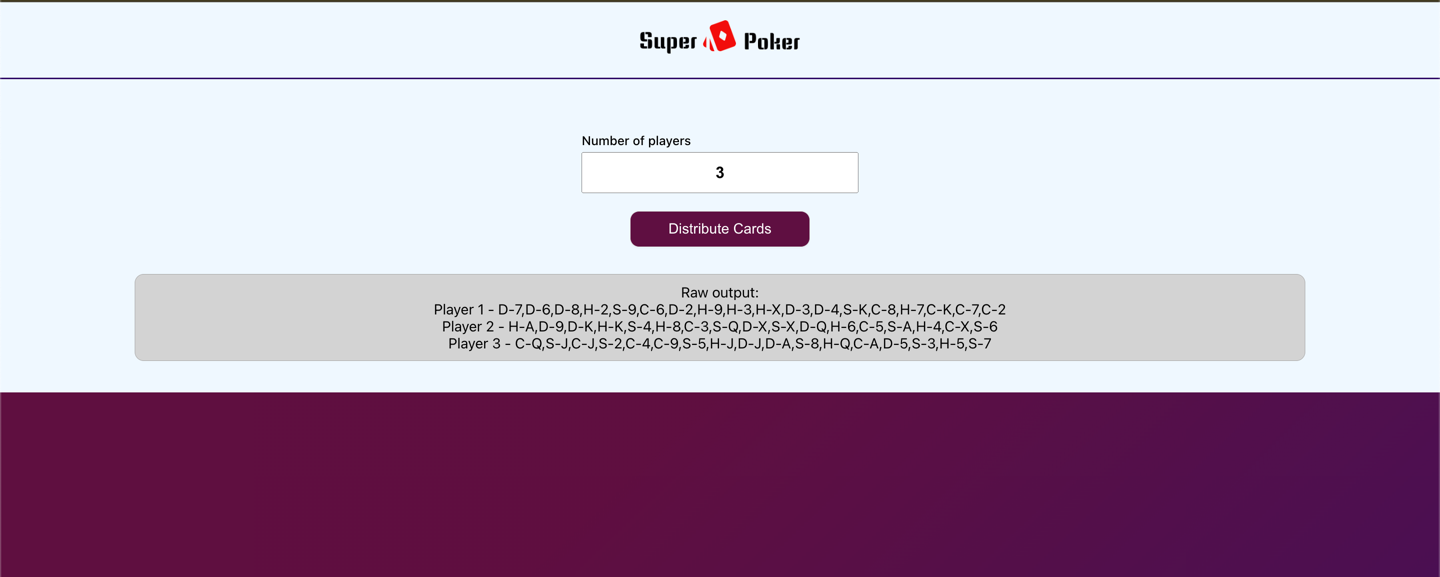 Super Poker
Number of players
3
Distribute Cards
Raw output:
Player 1 - D-7,D-6,D-8,H-2,S-9,C-6,D-2,H-9,H-3,H-X,D-3,D-4,S-K,C-8,H-7,C-K,C-7,C-2
Player 2 - H-A,D-9,D-K,H-K,S-4,H-8,C-3,S-Q,D-X,S-X,D-Q,H-6,C-5,S-A,H-4,C-X,S-6
Player 3 - C-Q,S-J,C-J,S-2,C-4,C-9,S-5,H-J,D-J,D-A,S-8,H-Q,C-A,D-5,S-3,H-5,S-7